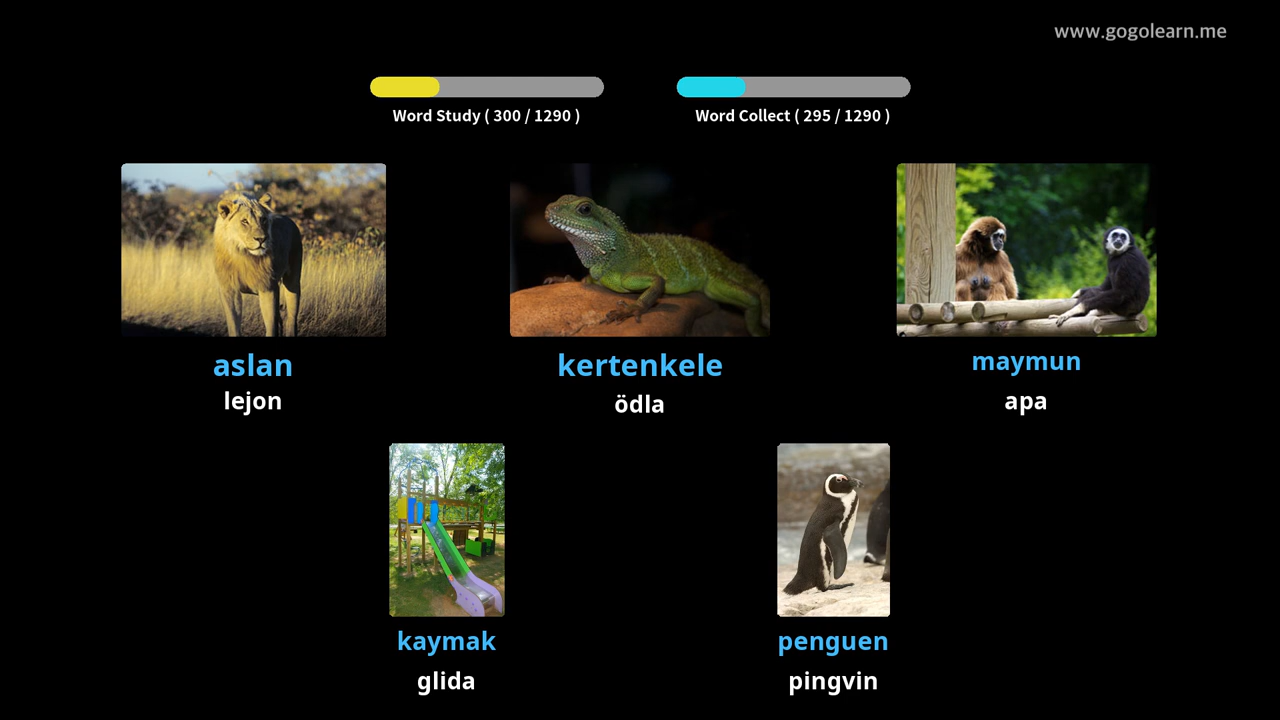 www.gogolearn.me
Word Study ( 300 / 1290 )
Word Collect ( 295 / 1290 )
aslan
lejon
kertenkele
ödla
maymun
apa
kaymak
glida
penguen
pingvin